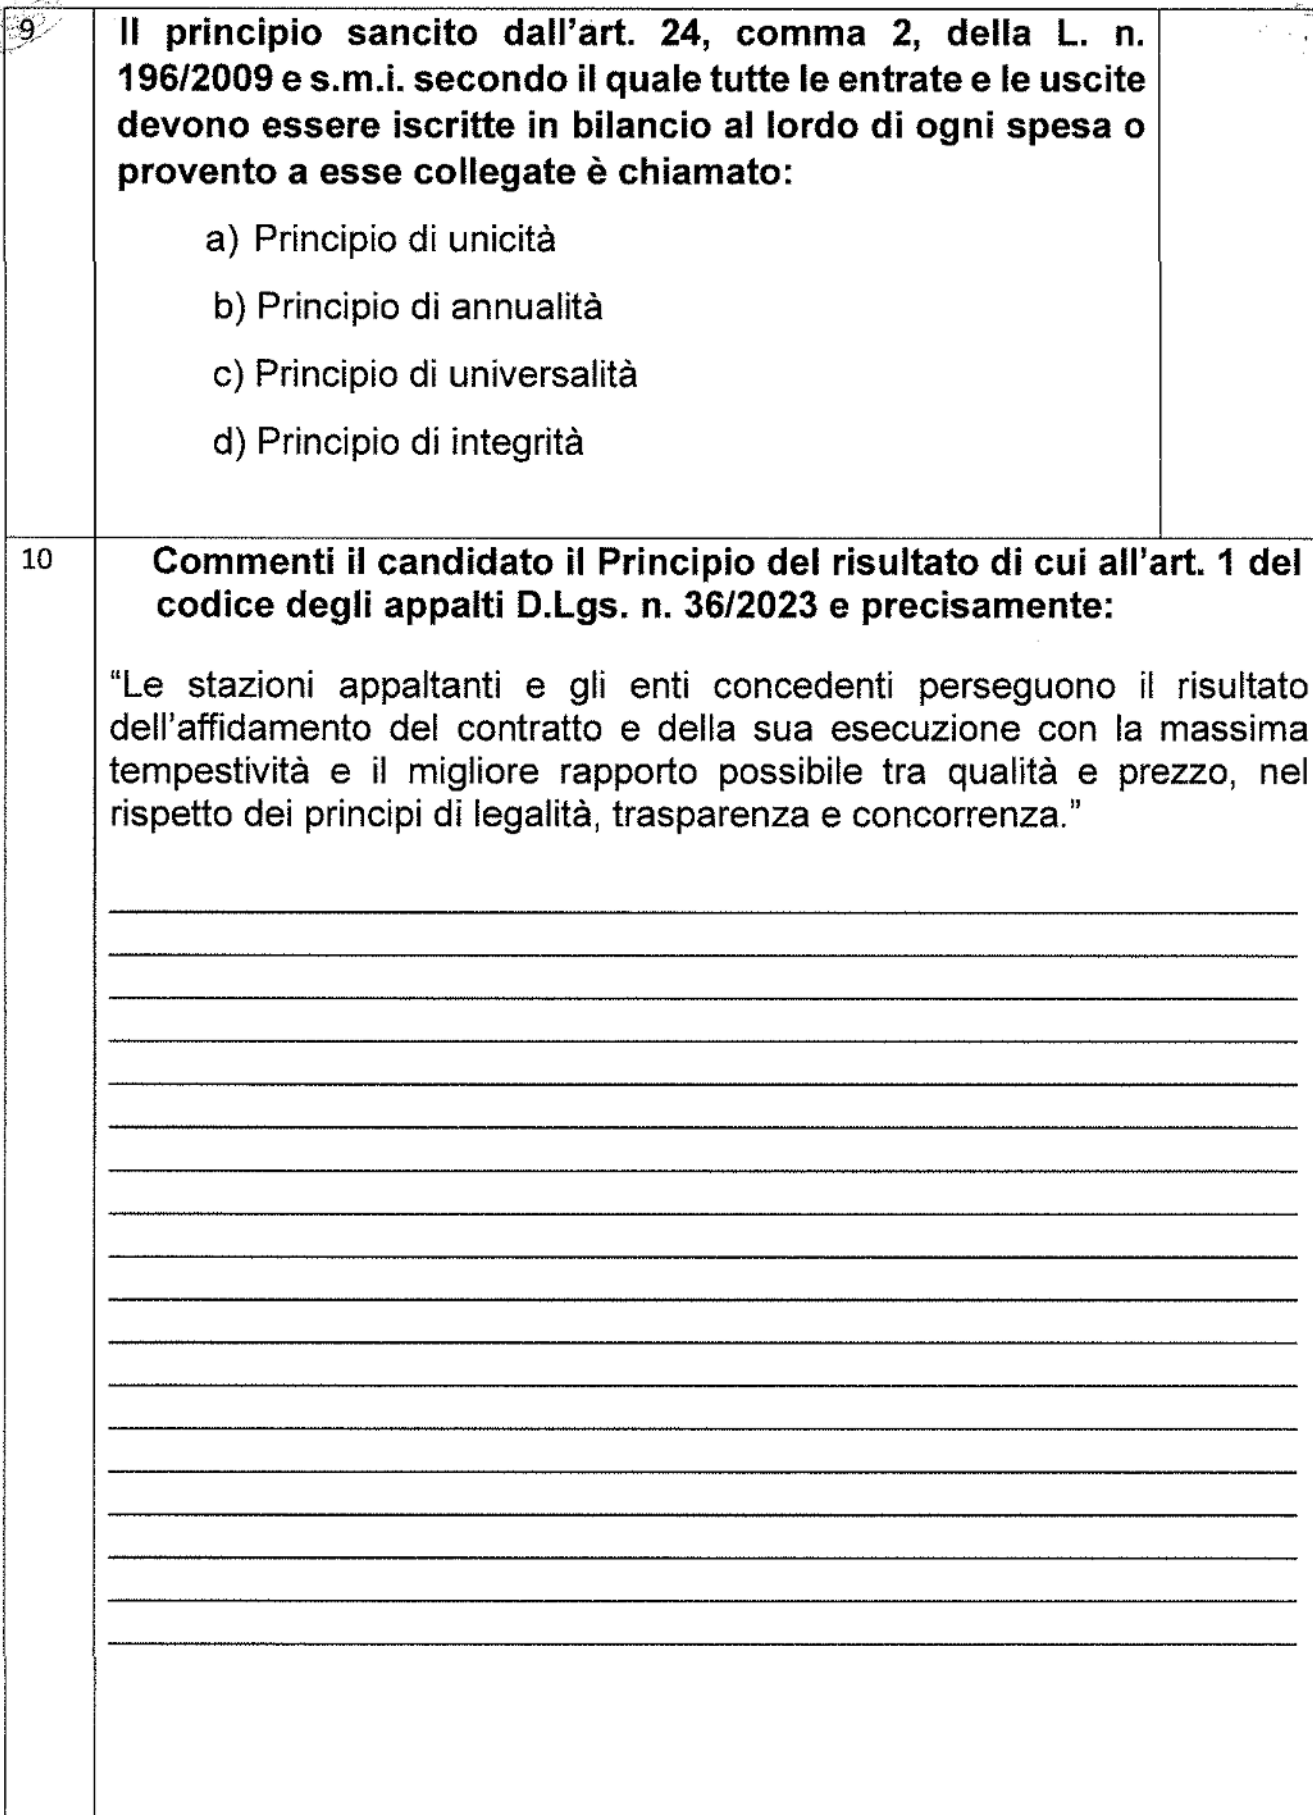 9
Il principio sancito dall'art. 24, comma 2, della L. n.
196/2009 e s.m.i. secondo il quale tutte le entrate e le uscite
devono essere iscritte in bilancio al lordo di ogni spesa o
provento a esse collegate è chiamato:
a) Principio di unicità
b) Principio di annualità
c) Principio di universalità
d) Principio di integrità
10
Commenti il candidato il Principio del risultato di cui all'art. 1 del
codice degli appalti D.Lgs. n. 36/2023 e precisamente:
“Le stazioni appaltanti e gli enti concedenti perseguono il risultato
dell'affidamento del contratto e della sua esecuzione con la massima
tempestività e il migliore rapporto possibile tra qualità e prezzo, nel
rispetto dei principi di legalità, trasparenza e concorrenza.”